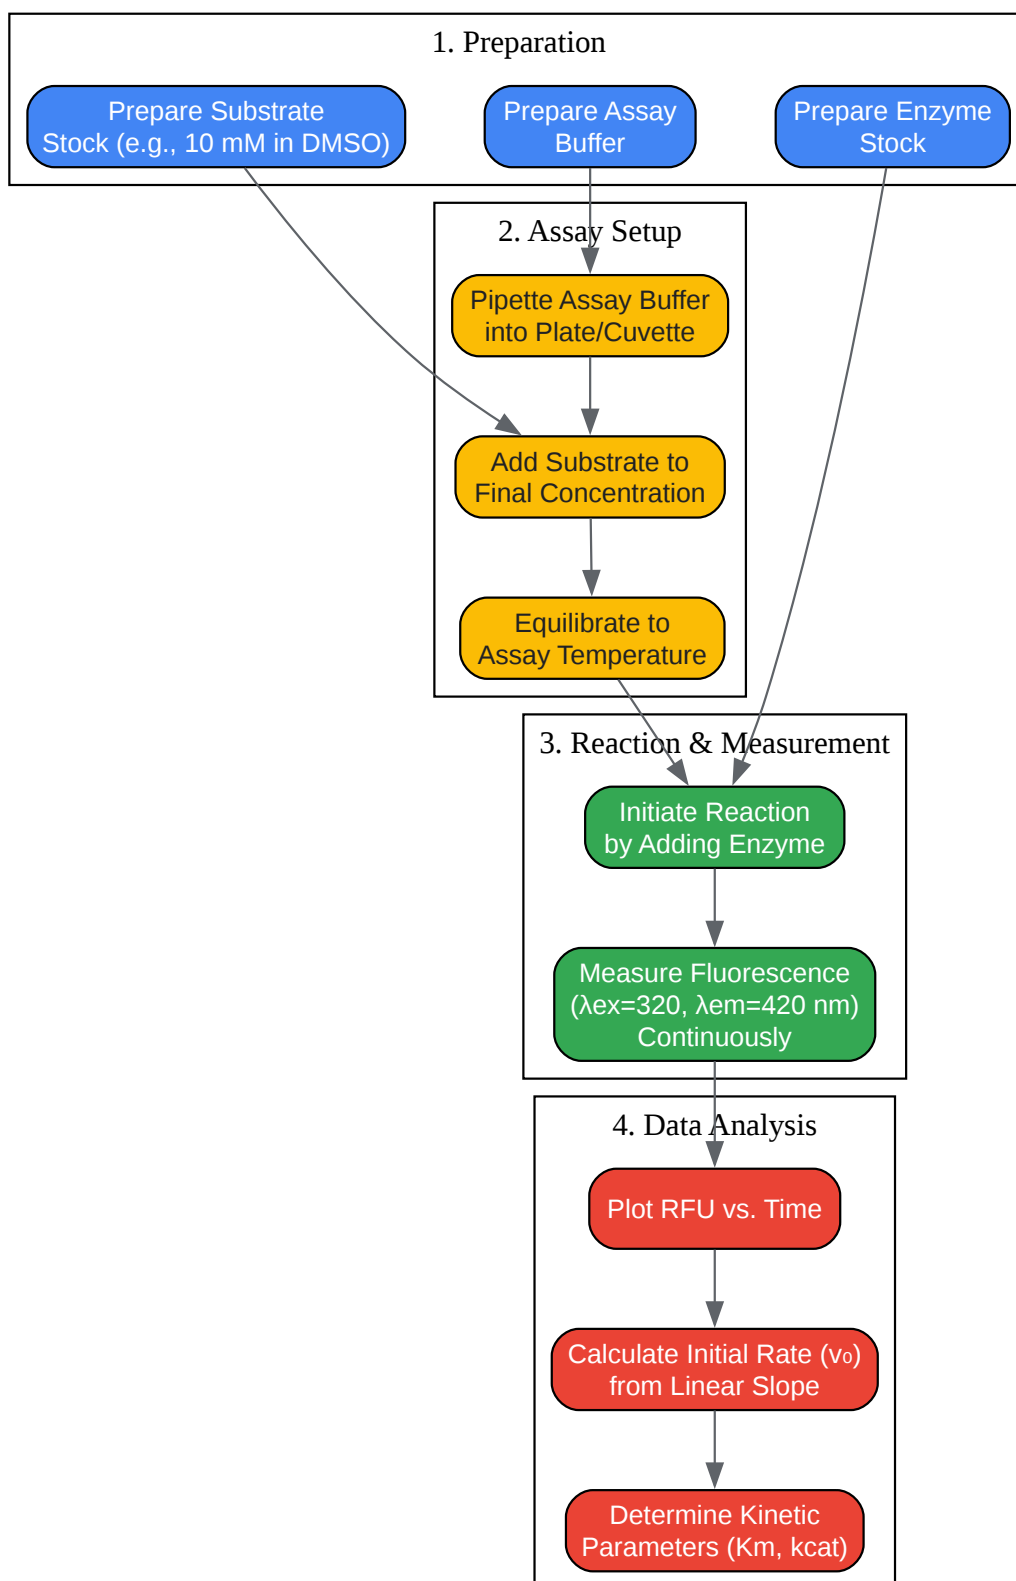 1. Preparation
Prepare Substrate
Stock (e.g., 10 mM in DMSO)
Prepare Assay
Buffer
Prepare Enzyme
Stock
2. Assay Setup
Pipette Assay Buffer
into Plate/Cuvette
Add Substrate to
Final Concentration
Equilibrate to
Assay Temperature
3. Reaction & Measurement
Initiate Reaction
by Adding Enzyme
Measure Fluorescence
(λex=320, λem=420 nm)
Continuously
4. Data Analysis
Plot RFU vs. Time
Calculate Initial Rate (v₀)
from Linear Slope
Determine Kinetic
Parameters (Km, kcat)